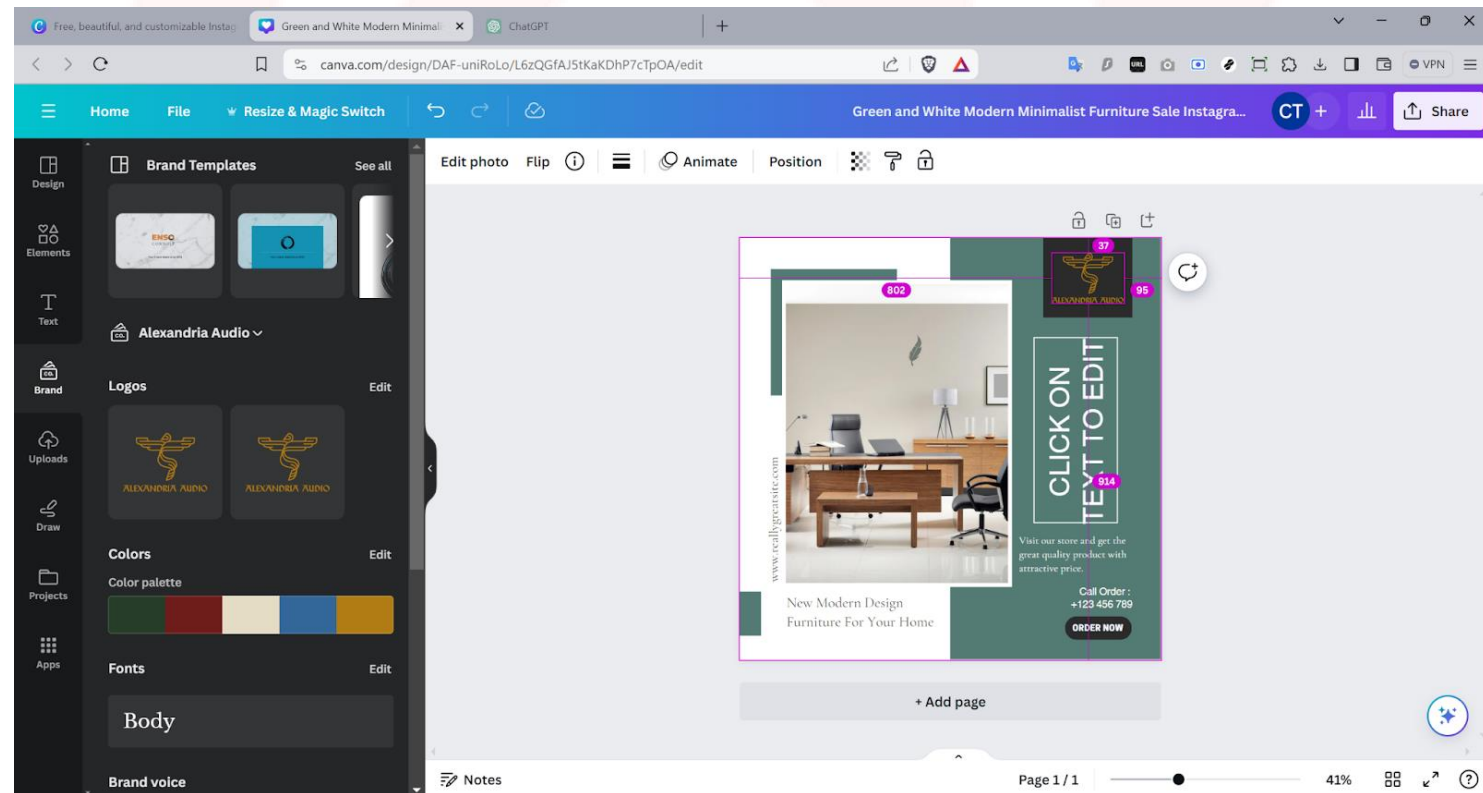 Free, beautiful, and customizable Instag
Green and White Modern Minimali
ChatGPT
canva.com/design/DAF-uniRoLo/L6zQGfAJ5tKaKDhP7cTpOA/edit
URL
VPN
Home
File
Resize & Magic Switch
Green and White Modern Minimalist Furniture Sale Instagra...
CT
+
Share
Design
Elements
Text
Brand
Uploads
Draw
Projects
Apps
Brand Templates
See all
ENSO
Alexandria Audio
Logos
Edit
ALEXANDRIA AUDIO
ALEXANDRIA AUDIO
Colors
Edit
Color palette
Fonts
Edit
Body
Brand voice
Edit photo
Flip
Animate
Position
37
802
95
ALEXANDRIA AUDIO
CLICK ON
TEXT TO EDIT
914
www.reallygreatsite.com
Visit our store and get the
great quality product with
attractive price.
New Modern Design
Furniture For Your Home
Call Order :
+123 456 789
ORDER NOW
+ Add page
Notes
Page 1 / 1
41%